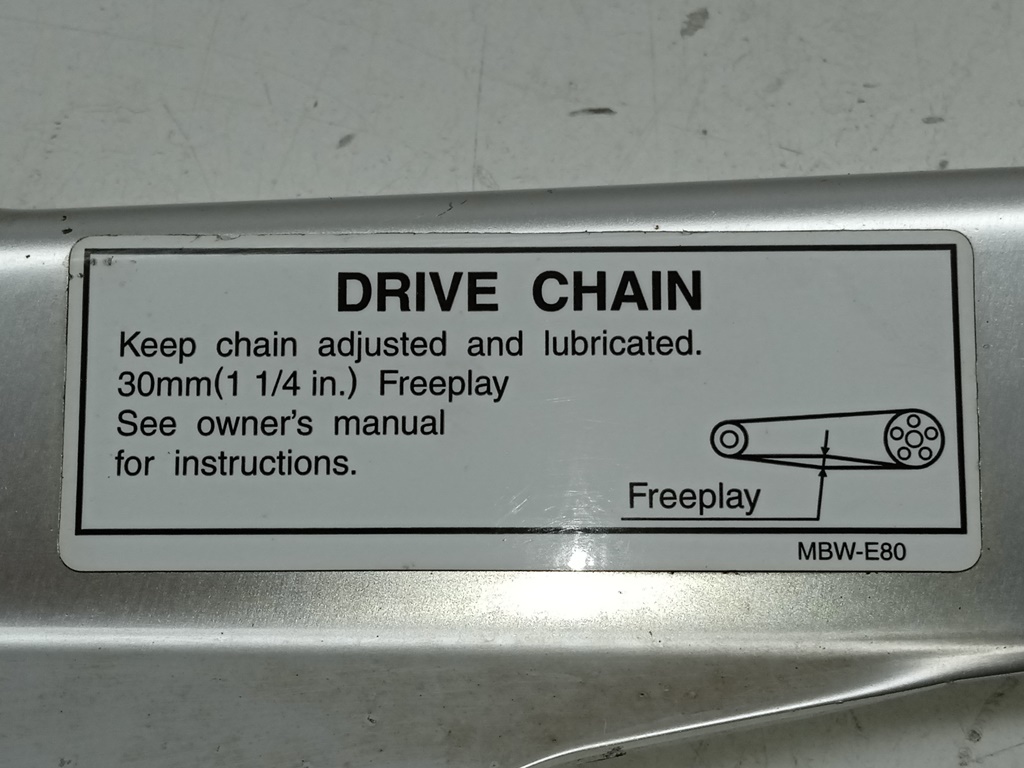 DRIVE CHAIN
Keep chain adjusted and lubricated.
30mm(1 1/4 in.) Freeplay
See owner's manual
for instructions.
Freeplay
MBW-E80